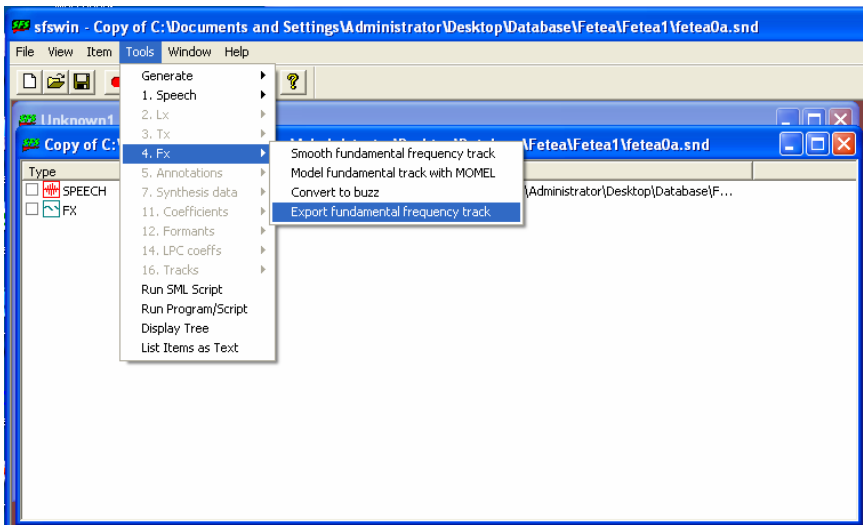 sfswin - Copy of C:\Documents and Settings\Administrator\Desktop\Database\Fetea\Fetea1\fetea0a.snd
File View Item Tools Window Help
Unknown1
Copy of C:\ \Fetea\Fetea1\fetea0a.snd
Type
SPEECH \Administrator\Desktop\Database\F...
FX
Generate
1. Speech
2. Lx
3. Tx
4. Fx
5. Annotations
7. Synthesis data
11. Coefficients
12. Formants
14. LPC coeffs
16. Tracks
Run SML Script
Run Program/Script
Display Tree
List Items as Text
Smooth fundamental frequency track
Model fundamental track with MOMEL
Convert to buzz
Export fundamental frequency track